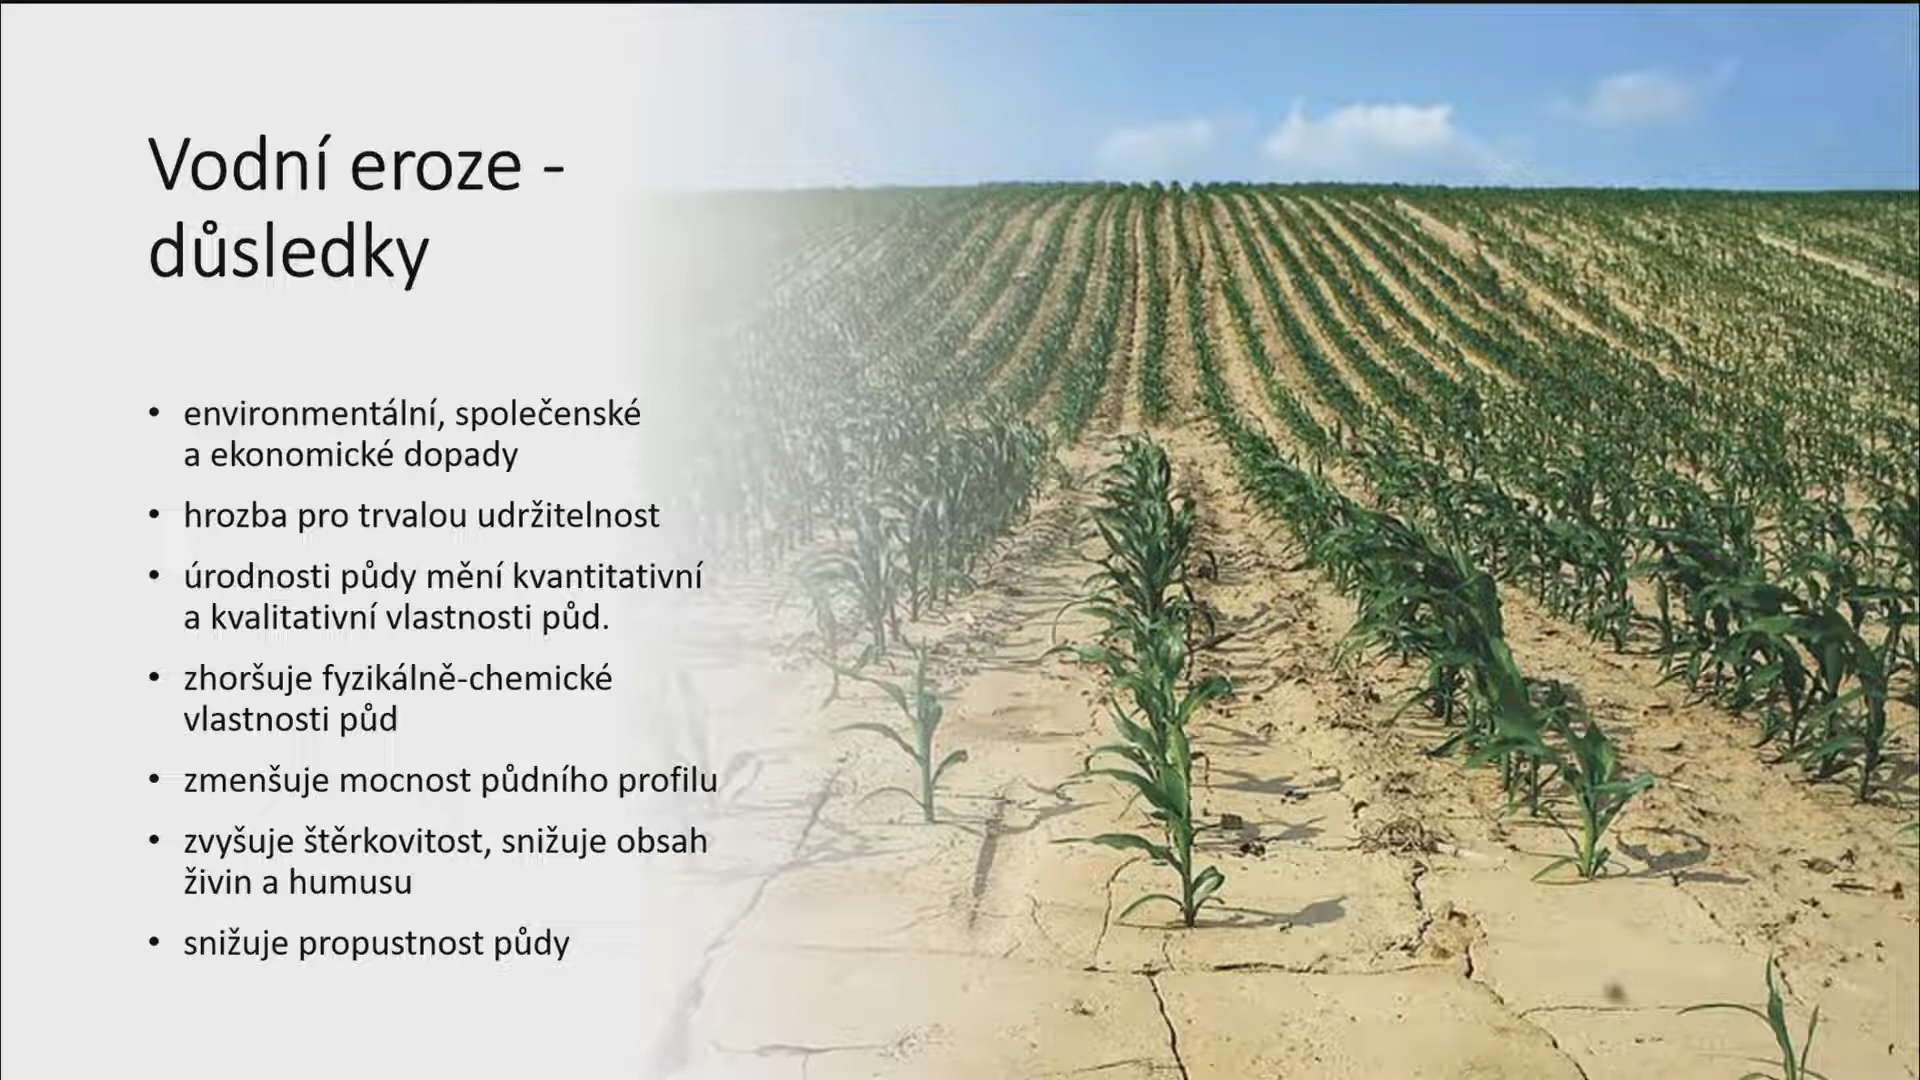 Vodní eroze -
důsledky
• environmentální, společenské
a ekonomické dopady
• hrozba pro trvalou udržitelnost
• úrodnosti půdy mění kvantitativní
a kvalitativní vlastnosti půd.
• zhoršuje fyzikálně-chemické
vlastnosti půd
• zmenšuje mocnost půdního profilu
• zvyšuje štěrkovitost, snižuje obsah
živin a humusu
• snižuje propustnost půdy